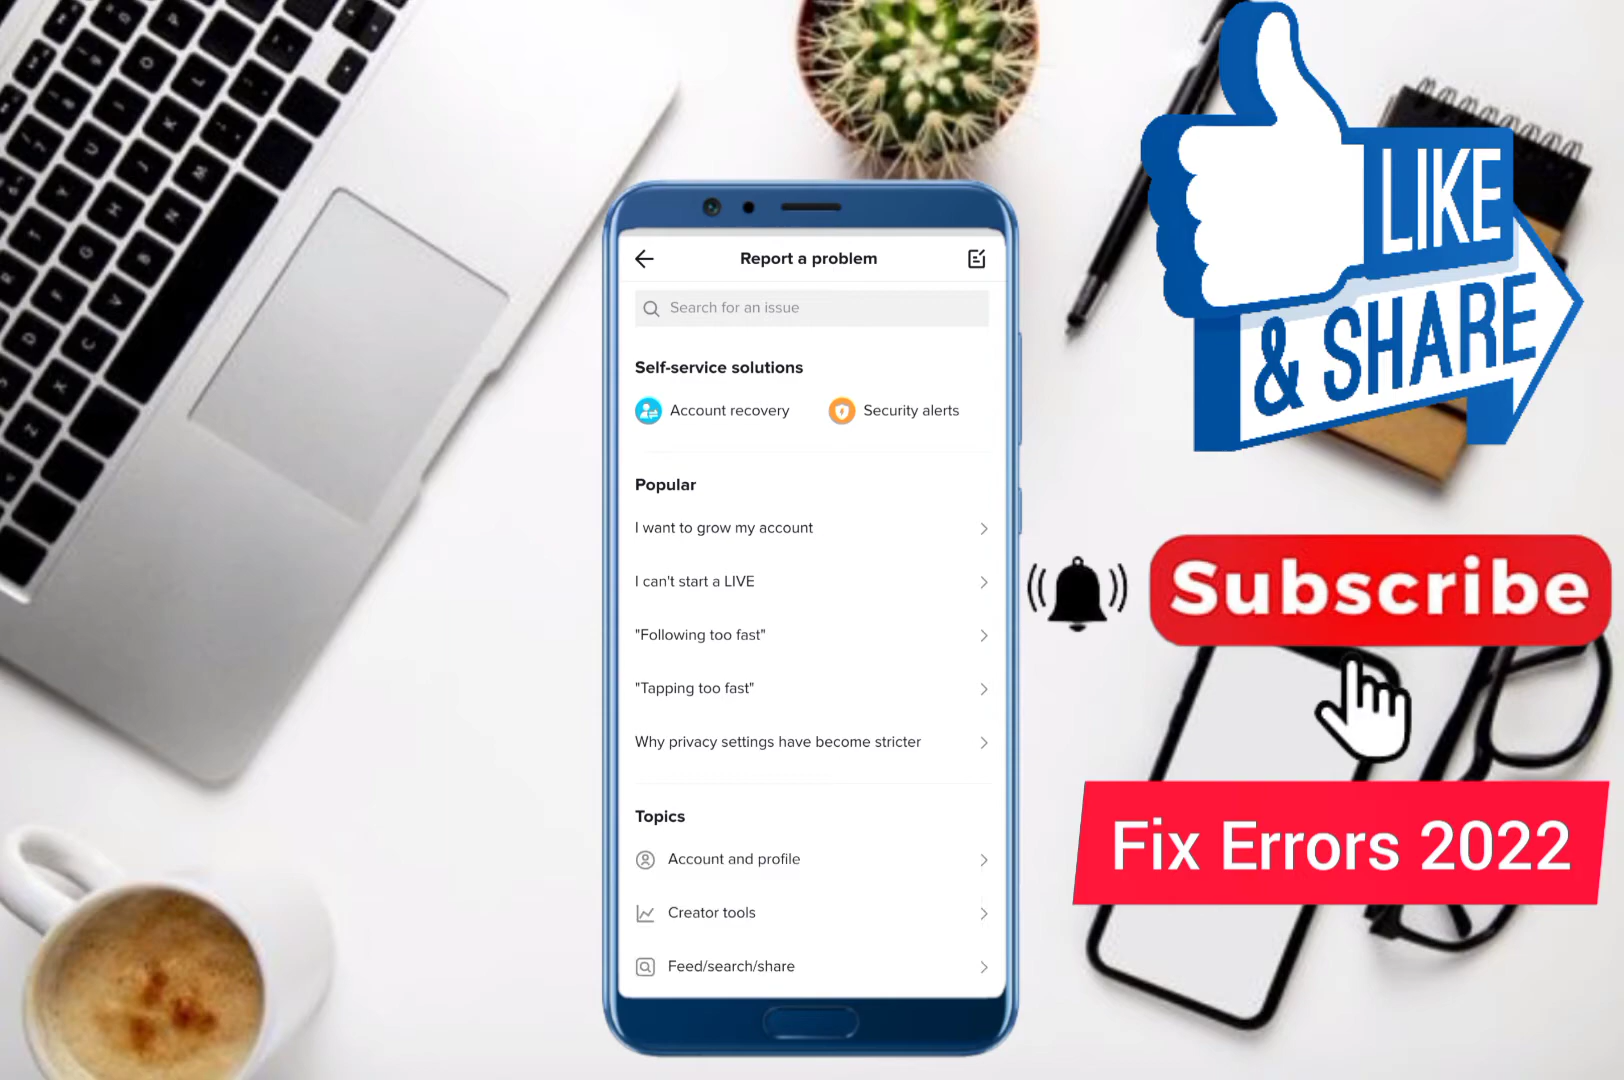 Report a problem
Search for an issue
Self-service solutions
Account recovery
Security alerts
Popular
I want to grow my account
I can't start a LIVE
"Following too fast"
"Tapping too fast"
Why privacy settings have become stricter
Topics
Account and profile
Creator tools
Feed/search/share
LIKE
& SHARE
Subscribe
Fix Errors 2022